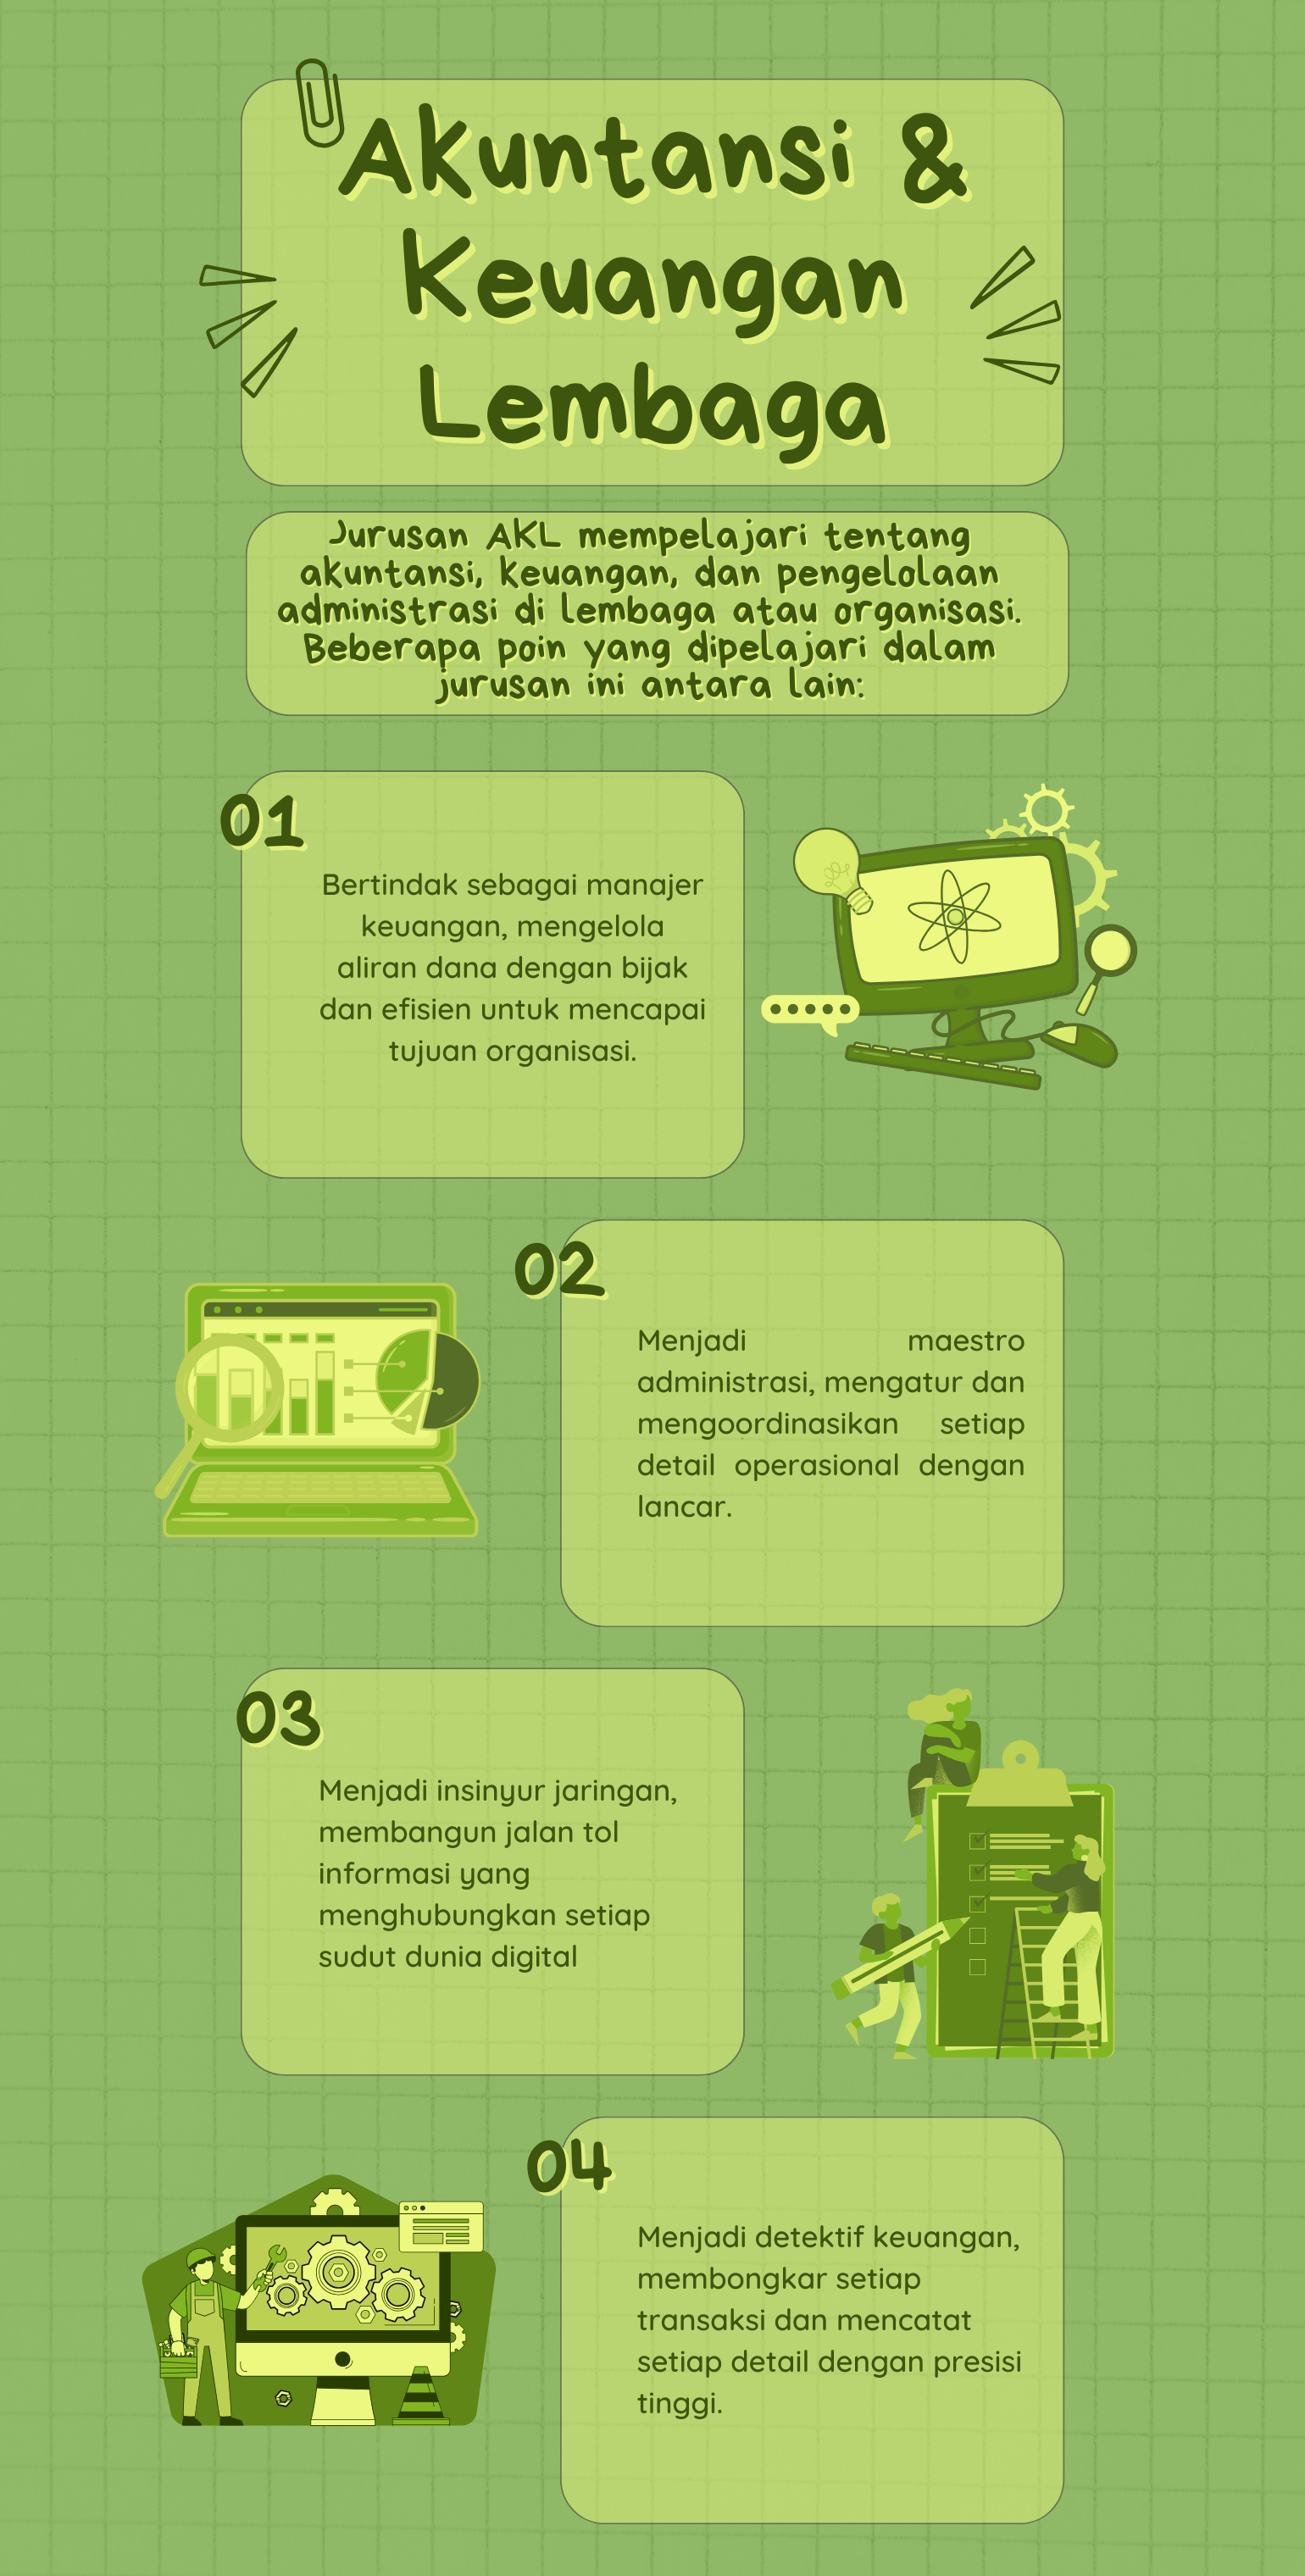 Akuntansi &
Keuangan
Lembaga
Jurusan AKL mempelajari tentang
akuntansi, keuangan, dan pengelolaan
administrasi di lembaga atau organisasi.
Beberapa poin yang dipelajari dalam
jurusan ini antara lain:
01
Bertindak sebagai manajer
keuangan, mengelola
aliran dana dengan bijak
dan efisien untuk mencapai
tujuan organisasi.
02
Menjadi maestro
administrasi, mengatur dan
mengoordinasikan setiap
detail operasional dengan
lancar.
03
Menjadi insinyur jaringan,
membangun jalan tol
informasi yang
menghubungkan setiap
sudut dunia digital
04
Menjadi detektif keuangan,
membongkar setiap
transaksi dan mencatat
setiap detail dengan presisi
tinggi.